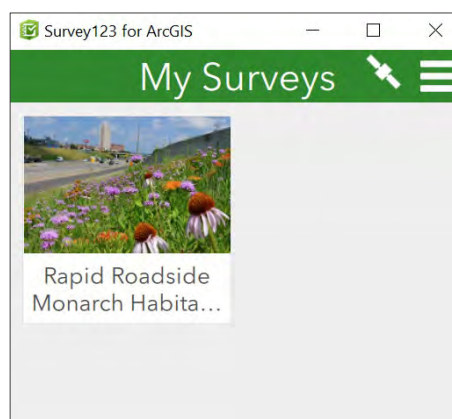 Survey123 for ArcGIS
My Surveys
Rapid Roadside
Monarch Habita...